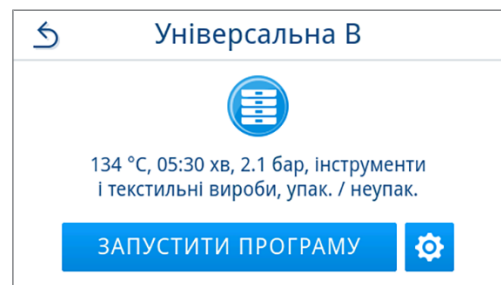 Універсальна B
134 °C, 05:30 хв, 2.1 бар, інструменти
і текстильні вироби, упак. / неупак.
ЗАПУСТИТИ ПРОГРАМУ